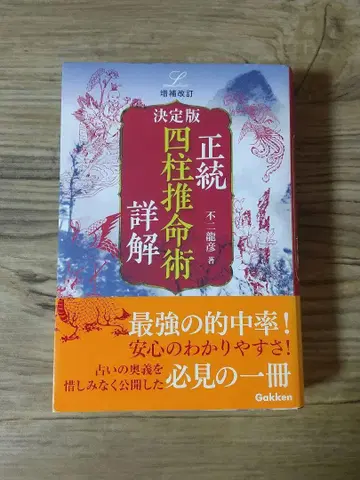 L
増補改訂
決定版
正統
四柱推命術
詳解
不二龍彦 著
最強の的中率！
安心のわかりやすさ！
占いの奥義を
惜しみなく公開した
必見の一冊
Gakken